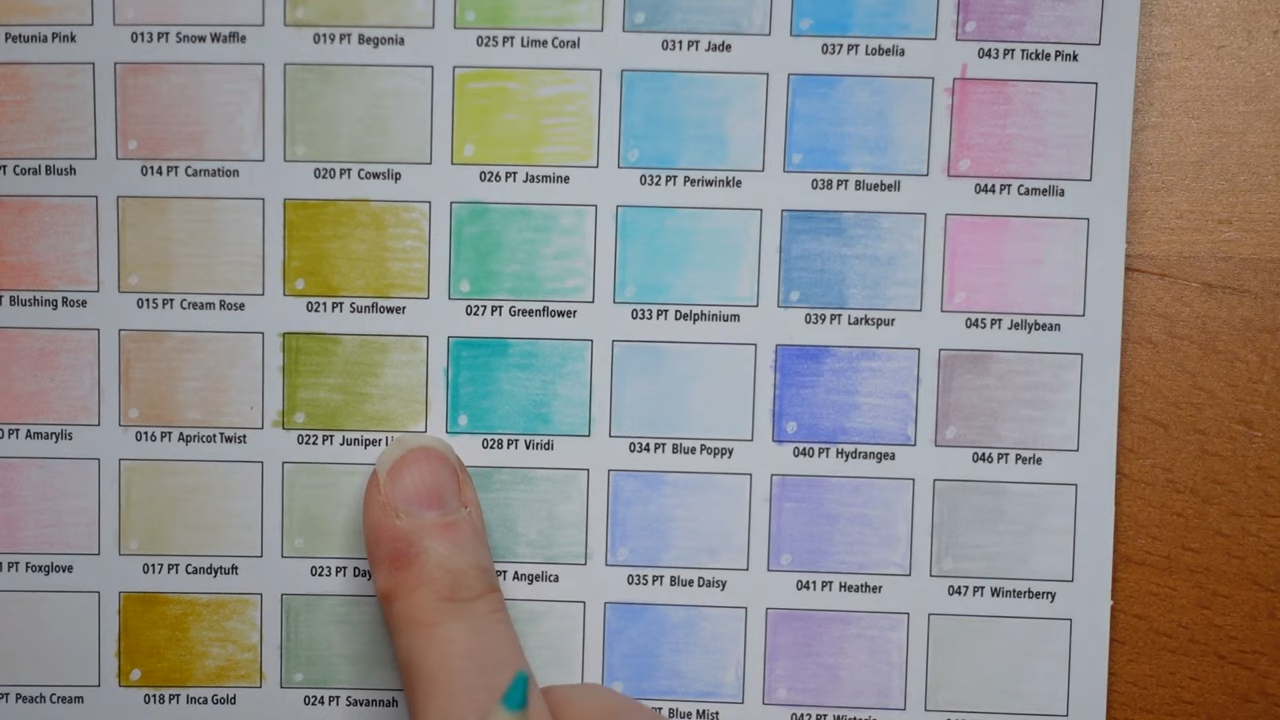 Petunia Pink
013 PT Snow Waffle
019 PT Begonia
025 PT Lime Coral
031 PT Jade
037 PT Lobelia
043 PT Tickle Pink
PT Coral Blush
014 PT Carnation
020 PT Cowslip
026 PT Jasmine
032 PT Periwinkle
038 PT Bluebell
044 PT Camellia
Blushing Rose
015 PT Cream Rose
021 PT Sunflower
027 PT Greenflower
033 PT Delphinium
039 PT Larkspur
045 PT Jellybean
PT Amarylis
016 PT Apricot Twist
022 PT Juniper
028 PT Viridi
034 PT Blue Poppy
040 PT Hydrangea
046 PT Perle
PT Foxglove
017 PT Candytuft
023 PT Day
PT Angelica
035 PT Blue Daisy
041 PT Heather
047 PT Winterberry
PT Peach Cream
018 PT Inca Gold
024 PT Savannah
PT Blue Mist
042 PT